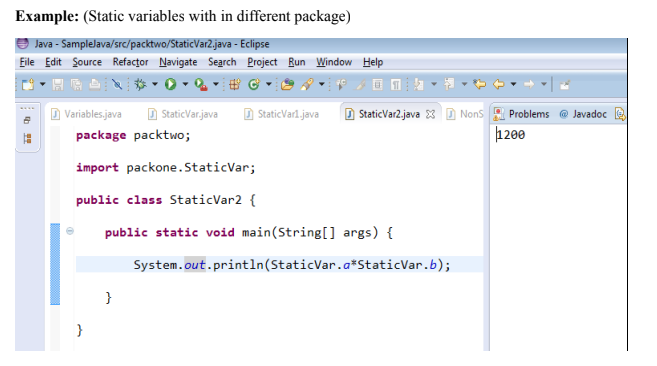 Example: (Static variables with in different package)
Java - SampleJava/src/packtwo/StaticVar2.java - Eclipse
File Edit Source Refactor Navigate Search Project Run Window Help
Variables.java StaticVar.java StaticVar1.java StaticVar2.java NonS Problems @ Javadoc
package packtwo;
1200
import packone.StaticVar;
public class StaticVar2 {
public static void main(String[] args) {
System.out.println(StaticVar.a*StaticVar.b);
}
}